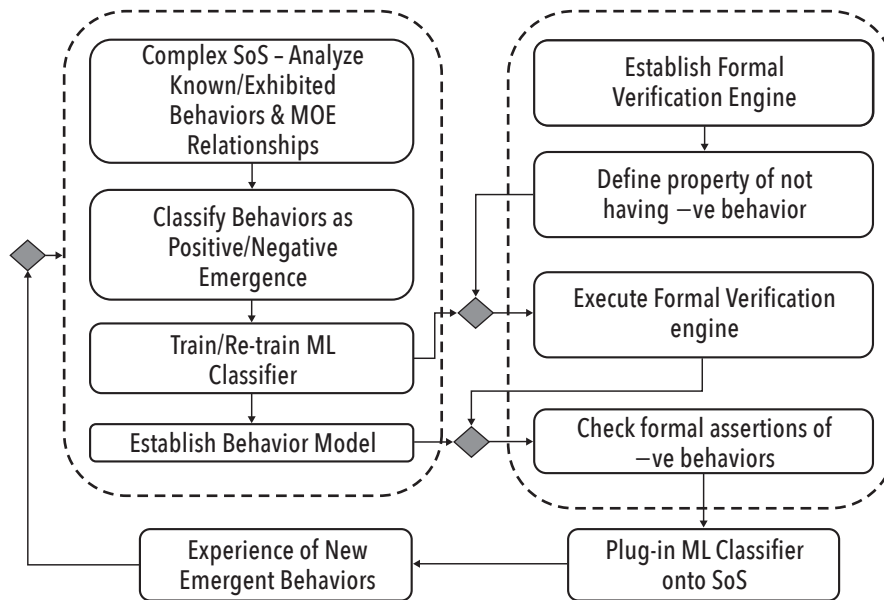 Complex SoS – Analyze
Known/Exhibited
Behaviors & MOE
Relationships
Classify Behaviors as
Positive/Negative
Emergence
Train/Re-train ML
Classifier
Establish Behavior Model
Establish Formal
Verification Engine
Define property of not
having −ve behavior
Execute Formal Verification
engine
Check formal assertions of
−ve behaviors
Plug-in ML Classifier
onto SoS
Experience of New
Emergent Behaviors